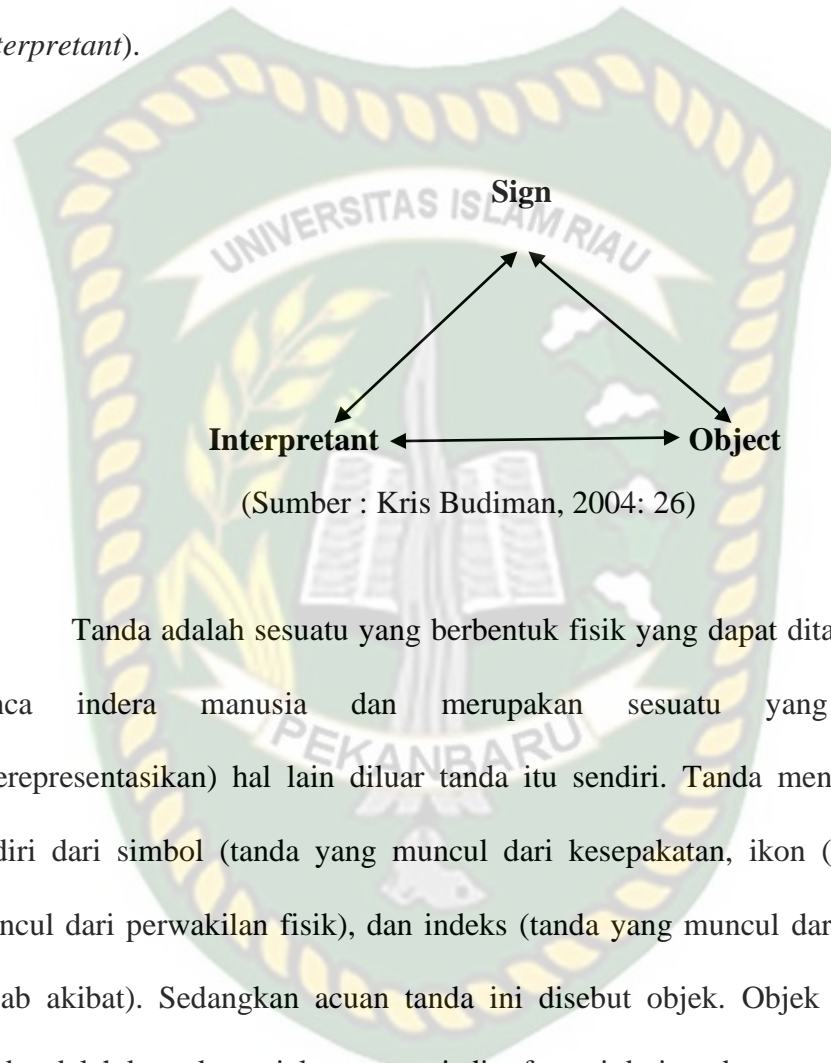 terpretant).
Sign
UNIVERSITAS ISLAM RIAU
Interpretant Object
(Sumber : Kris Budiman, 2004: 26)
Tanda adalah sesuatu yang berbentuk fisik yang dapat dita
nca indera manusia dan merupakan sesuatu yang
erepresentasikan) hal lain diluar tanda itu sendiri. Tanda men
PEKANBARU
diri dari simbol (tanda yang muncul dari kesepakatan, ikon (
ncul dari perwakilan fisik), dan indeks (tanda yang muncul dar
ab akibat). Sedangkan acuan tanda ini disebut objek. Objek